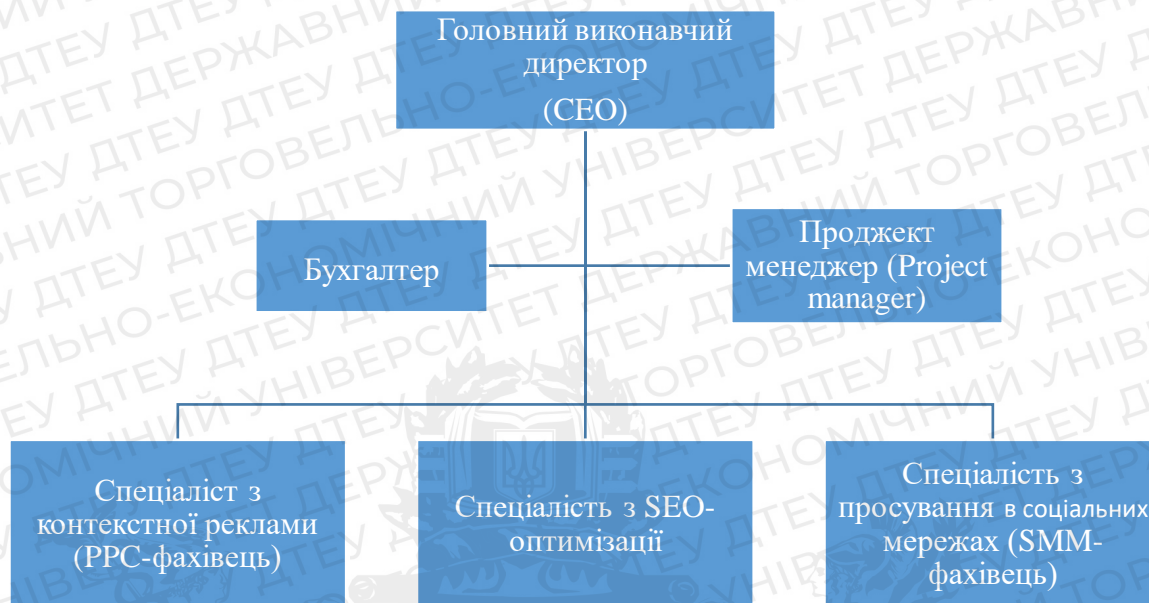 Головний виконавчий
директор
(CEO)
Бухгалтер
Проджект
менеджер (Project
manager)
Спеціаліст з
контекстної реклами
(PPC-фахівець)
Спеціалість з SEO-
оптимізації
Спеціалість з
просування в соціальних
мережах (SMM-
фахівець)